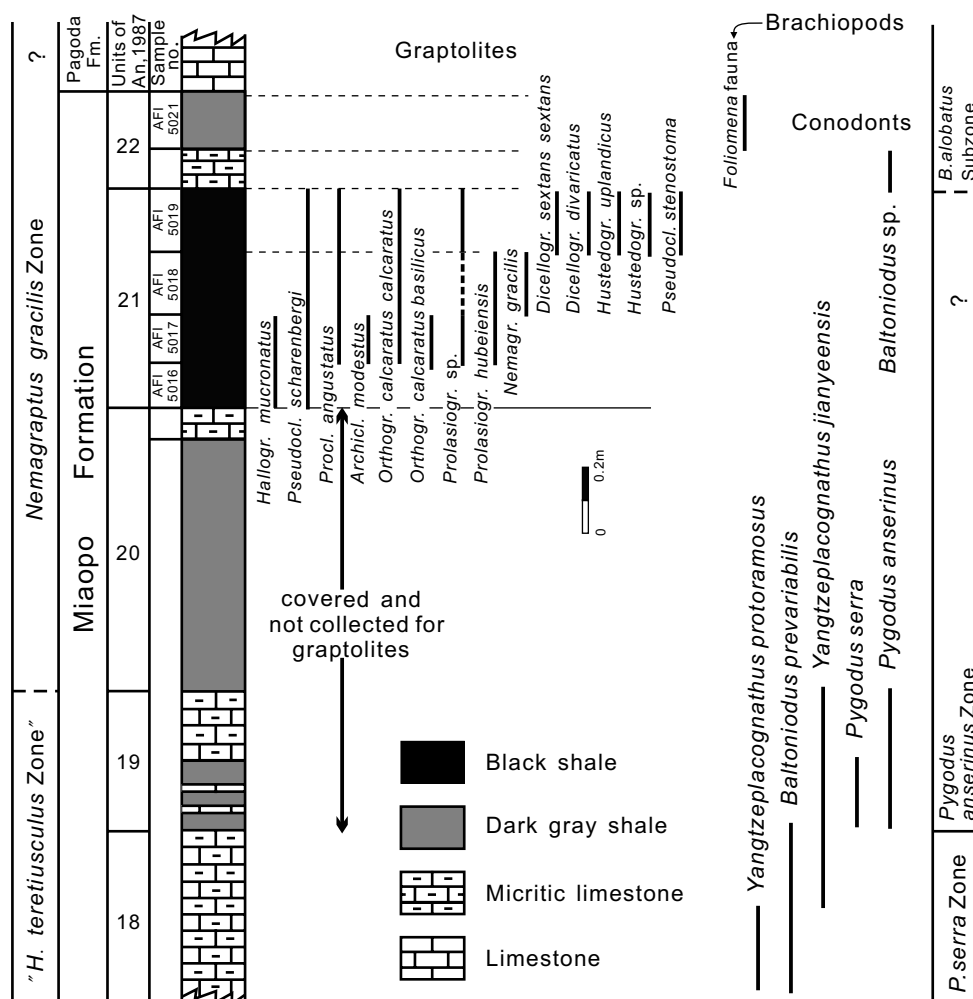 ?
Nemagraptus gracilis Zone
"H. teretiusculus Zone"
Pagoda
Fm.
Miaopo Formation
Units of
An,1987
22
21
20
19
18
Sample
no.
AFI
5021
AFI
5019
AFI
5018
AFI
5017
AFI
5016
Graptolites
Hallogr. mucronatus
Pseudocl. scharenbergi
Procl. angustatus
Archicl. modestus
Orthogr. calcaratus calcaratus
Orthogr. calcaratus basilicus
Prolasiogr. sp.
Prolasiogr. hubeiensis
Nemagr. gracilis
Dicellogr. sextans sextans
Dicellogr. divaricatus
Hustedogr. uplandicus
Hustedogr. sp.
Pseudocl. stenostoma
0.2m
0
covered and
not collected for
graptolites
Black shale
Dark gray shale
Micritic limestone
Limestone
Brachiopods
Foliomena fauna
Conodonts
Yangtzeplacognathus protoramosus
Baltoniodus prevariabilis
Yangtzeplacognathus jianyeensis
Pygodus serra
Pygodus anserinus
Baltoniodus sp.
B.alobatus
Subzone
?
Pygodus
anserinus Zone
P.serra Zone